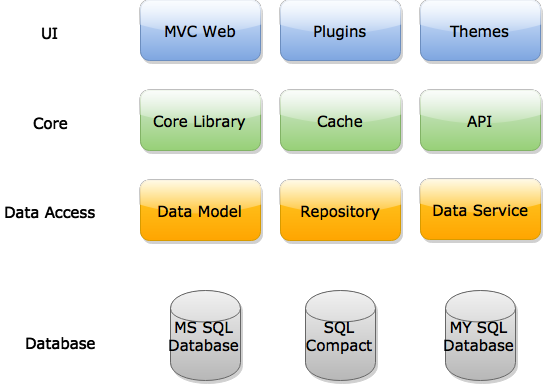 UI
MVC Web
Plugins
Themes
Core
Core Library
Cache
API
Data Access
Data Model
Repository
Data Service
Database
MS SQL
Database
SQL
Compact
MY SQL
Database